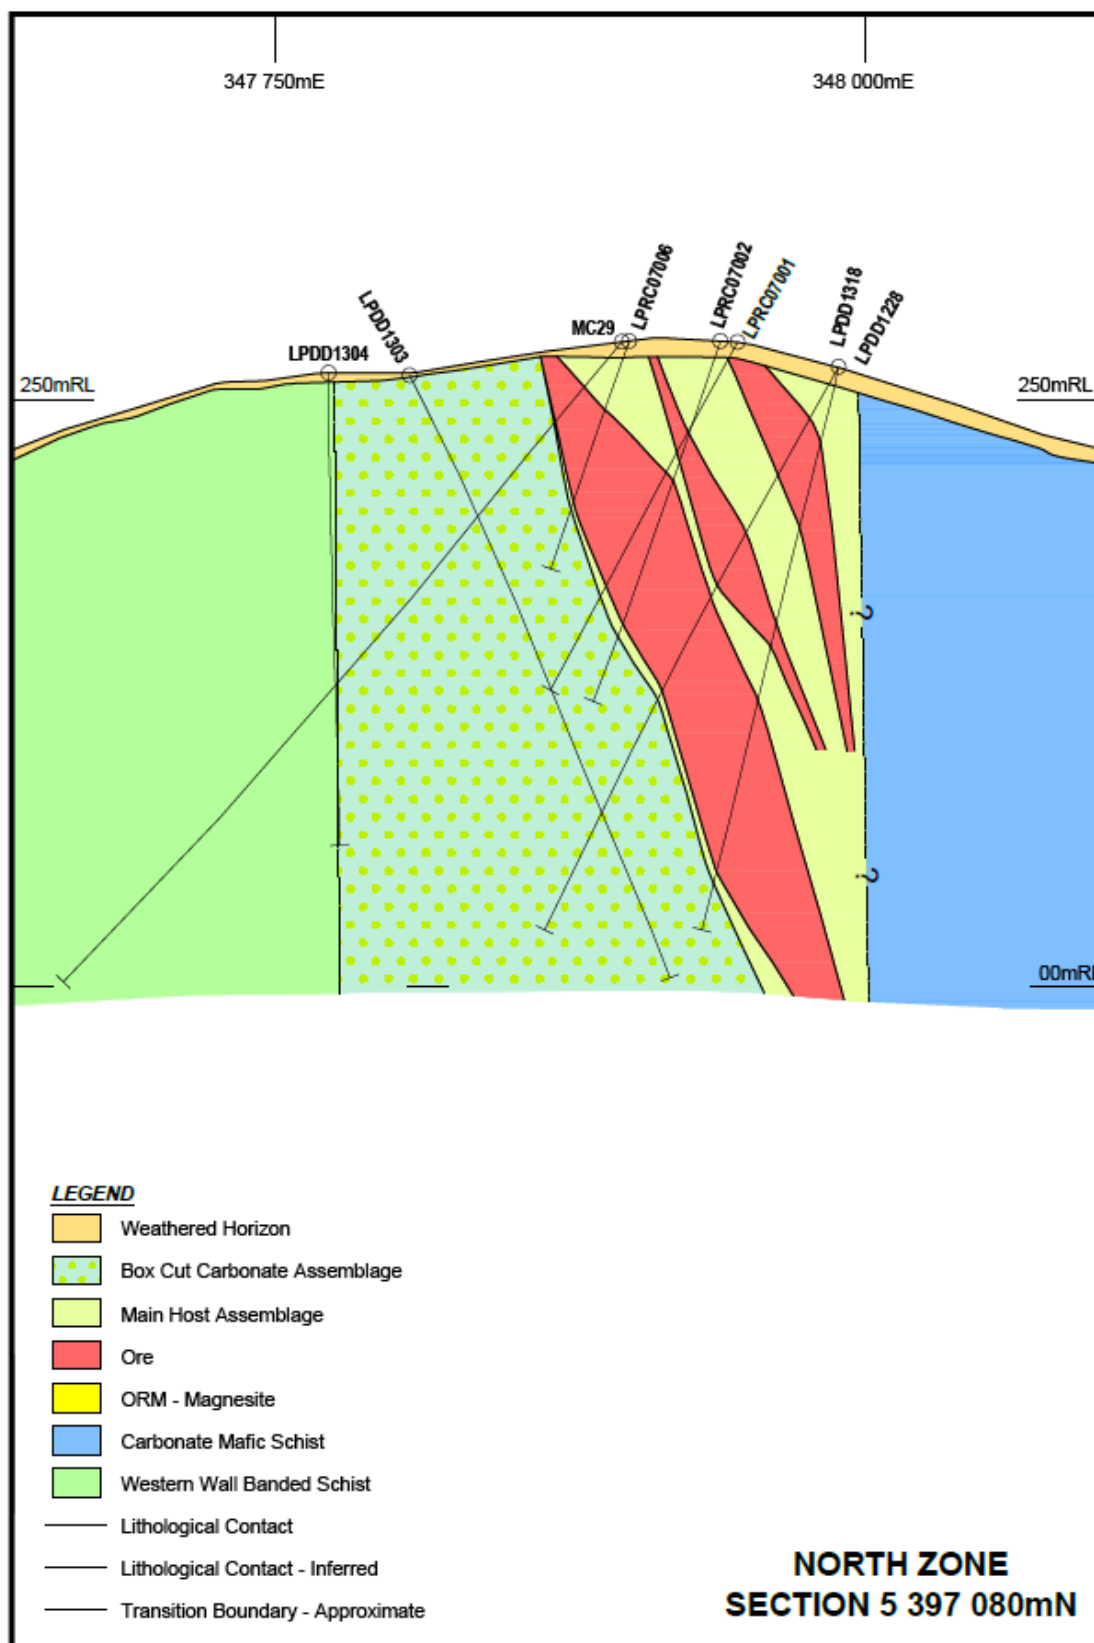 347 750mE
348 000mE
LPDD1304
LPDD1303
MC29
LPRC07006
LPRC07002
LPRC07001
LPDD1318
LPDD1228
250mRL
250mRL
?
?
00mRL
LEGEND
Weathered Horizon
Box Cut Carbonate Assemblage
Main Host Assemblage
Ore
ORM - Magnesite
Carbonate Mafic Schist
Western Wall Banded Schist
Lithological Contact
Lithological Contact - Inferred
Transition Boundary - Approximate
NORTH ZONE
SECTION 5 397 080mN